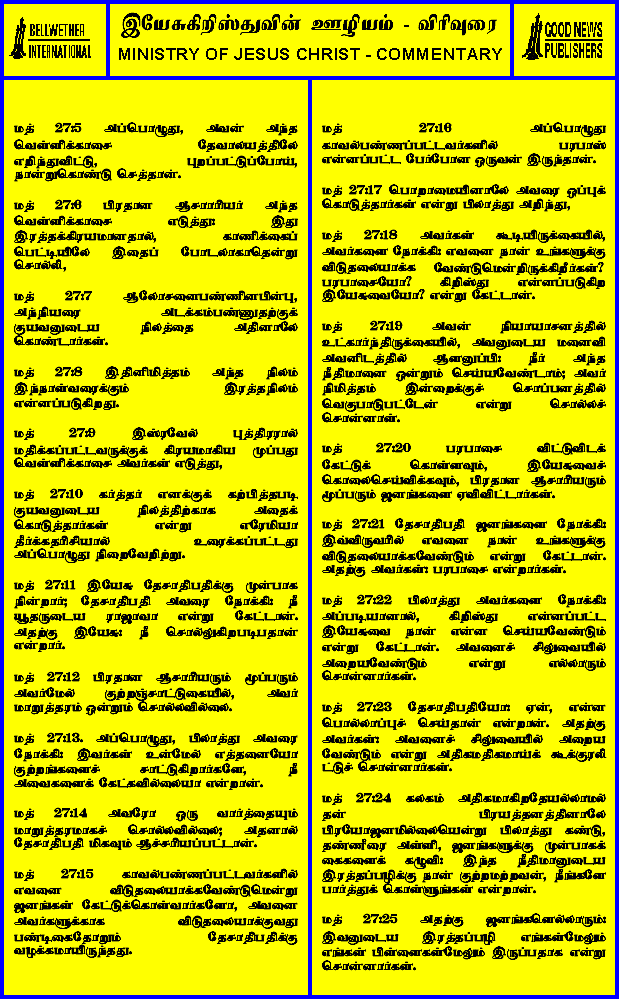 BELLWETHER
INTERNATIONAL
இயேசுகிறிஸ்துவின் ஊழியம் - விரிவுரை
MINISTRY OF JESUS CHRIST - COMMENTARY
GOOD NEWS
PUBLISHERS
மத் 27:5 அப்பொழுது, அவன் அந்த
வெள்ளிக்காசை தேவாலயத்திலே
எறிந்துவிட்டு, புறப்பட்டுப்போய்,
நான்றுகொண்டு செத்தான்.
மத் 27:6 பிரதான ஆசாரியர் அந்த
வெள்ளிக்காசை எடுத்து: இது
இரத்தக்கிரயமானதால், காணிக்கைப்
பெட்டியிலே இதைப் போடலாகாதென்று
சொல்லி,
மத் 27:7 ஆலோசனைபண்ணினபின்பு,
அந்நியரை அடக்கம்பண்ணுதற்குக்
குயவனுடைய நிலத்தை அதினாலே
கொண்டார்கள்.
மத் 27:8 இதினிமித்தம் அந்த நிலம்
இந்நாள்வரைக்கும் இரத்தநிலம்
என்னப்படுகிறது.
மத் 27:9 இஸ்ரவேல் புத்திரரால்
மதிக்கப்பட்டவருக்குக் கிரயமாகிய முப்பது
வெள்ளிக்காசை அவர்கள் எடுத்து,
மத் 27:10 கர்த்தர் எனக்குக் கற்பித்தபடி
குயவனுடைய நிலத்திற்காக அதைக்
கொடுத்தார்கள் என்று எரேமியா
தீர்க்கதரிசியால் உரைக்கப்பட்டது
அப்பொழுது நிறைவேறிற்று.
மத் 27:11 இயேசு தேசாதிபதிக்கு முன்பாக
நின்றார்; தேசாதிபதி அவரை நோக்கி: நீ
யூதருடைய ராஜாவா என்று கேட்டான்.
அதற்கு இயேசு: நீ சொல்லுகிறபடிதான்
என்றார்.
மத் 27:12 பிரதான ஆசாரியரும் மூப்பரும்
அவர்மேல் குற்றஞ்சாட்டுகையில், அவர்
மாறுத்தரம் ஒன்றும் சொல்லவில்லை.
மத் 27:13. அப்பொழுது, பிலாத்து அவரை
நோக்கி: இவர்கள் உன்மேல் எத்தனையோ
குற்றங்களைச் சாட்டுகிறார்களே, நீ
அவைகளைக் கேட்கவில்லையா என்றான்.
மத் 27:14 அவரோ ஒரு வார்த்தையும்
மாறுத்தரமாகச் சொல்லவில்லை; அதனால்
தேசாதிபதி மிகவும் ஆச்சரியப்பட்டான்.
மத் 27:15 காவல்பண்ணப்பட்டவர்களில்
எவனை விடுதலையாக்கவேண்டுமென்று
ஜனங்கள் கேட்டுக்கொள்வார்களோ, அவனை
அவர்களுக்காக விடுதலையாக்குவது
பண்டிகைதோறும் தேசாதிபதிக்கு
வழக்கமாயிருந்தது.
மத் 27:16 அப்பொழுது
காவல்பண்ணப்பட்டவர்களில் பரபாஸ்
என்னப்பட்ட பேர்போன ஒருவன் இருந்தான்.
மத் 27:17 பொறாமையினாலே அவரை ஒப்புக்
கொடுத்தார்கள் என்று பிலாத்து அறிந்து,
மத் 27:18 அவர்கள் கூடியிருக்கையில்,
அவர்களை நோக்கி: எவனை நான் உங்களுக்கு
விடுதலையாக்க வேண்டுமென்றிருக்கிறீர்கள்?
பரபாசையோ? கிறிஸ்து என்னப்படுகிற
இயேசுவையோ? என்று கேட்டான்.
மத் 27:19 அவன் நியாயாசனத்தில்
உட்கார்ந்திருக்கையில், அவனுடைய மனைவி
அவனிடத்தில் ஆளனுப்பி: நீர் அந்த
நீதிமானை ஒன்றும் செய்யவேண்டாம்; அவர்
நிமித்தம் இன்றைக்குச் சொப்பனத்தில்
வெகுபாடுபட்டேன் என்று சொல்லச்
சொன்னாள்.
மத் 27:20 பரபாசை விட்டுவிடக்
கேட்டுக் கொள்ளவும், இயேசுவைக்
கொலைசெய்விக்கவும், பிரதான ஆசாரியரும்
மூப்பரும் ஜனங்களை ஏவிவிட்டார்கள்.
மத் 27:21 தேசாதிபதி ஜனங்களை நோக்கி:
இவ்விருவரில் எவனை நான் உங்களுக்கு
விடுதலையாக்கவேண்டும் என்று கேட்டான்.
அதற்கு அவர்கள்: பரபாசை என்றார்கள்.
மத் 27:22 பிலாத்து அவர்களை நோக்கி:
அப்படியானால், கிறிஸ்து என்னப்பட்ட
இயேசுவை நான் என்ன செய்யவேண்டும்
என்று கேட்டான். அவனைச் சிலுவையில்
அறையவேண்டும் என்று எல்லாரும்
சொன்னார்கள்.
மத் 27:23 தேசாதிபதியோ: ஏன், என்ன
பொல்லாப்புச் செய்தான் என்றான். அதற்கு
அவர்கள்: அவனைச் சிலுவையில் அறைய
வேண்டும் என்று அதிகமதிகமாய்க் கூக்குரலி
ட்டுச் சொன்னார்கள்.
மத் 27:24 கலகம் அதிகமாகிறதேயல்லாமல்
தன் பிரயத்தனத்தினாலே
பிரயோஜனமில்லையென்று பிலாத்து கண்டு,
தண்ணீரை அள்ளி, ஜனங்களுக்கு முன்பாகக்
கைகளைக் கழுவி: இந்த நீதிமானுடைய
இரத்தப்பழிக்கு நான் குற்றமற்றவன், நீங்களே
பார்த்துக் கொள்ளுங்கள் என்றான்.
மத் 27:25 அதற்கு ஜனங்களெல்லாரும்:
இவனுடைய இரத்தப்பழி எங்கள்மேலும்
எங்கள் பிள்ளைகள்மேலும் இருப்பதாக என்று
சொன்னார்கள்.